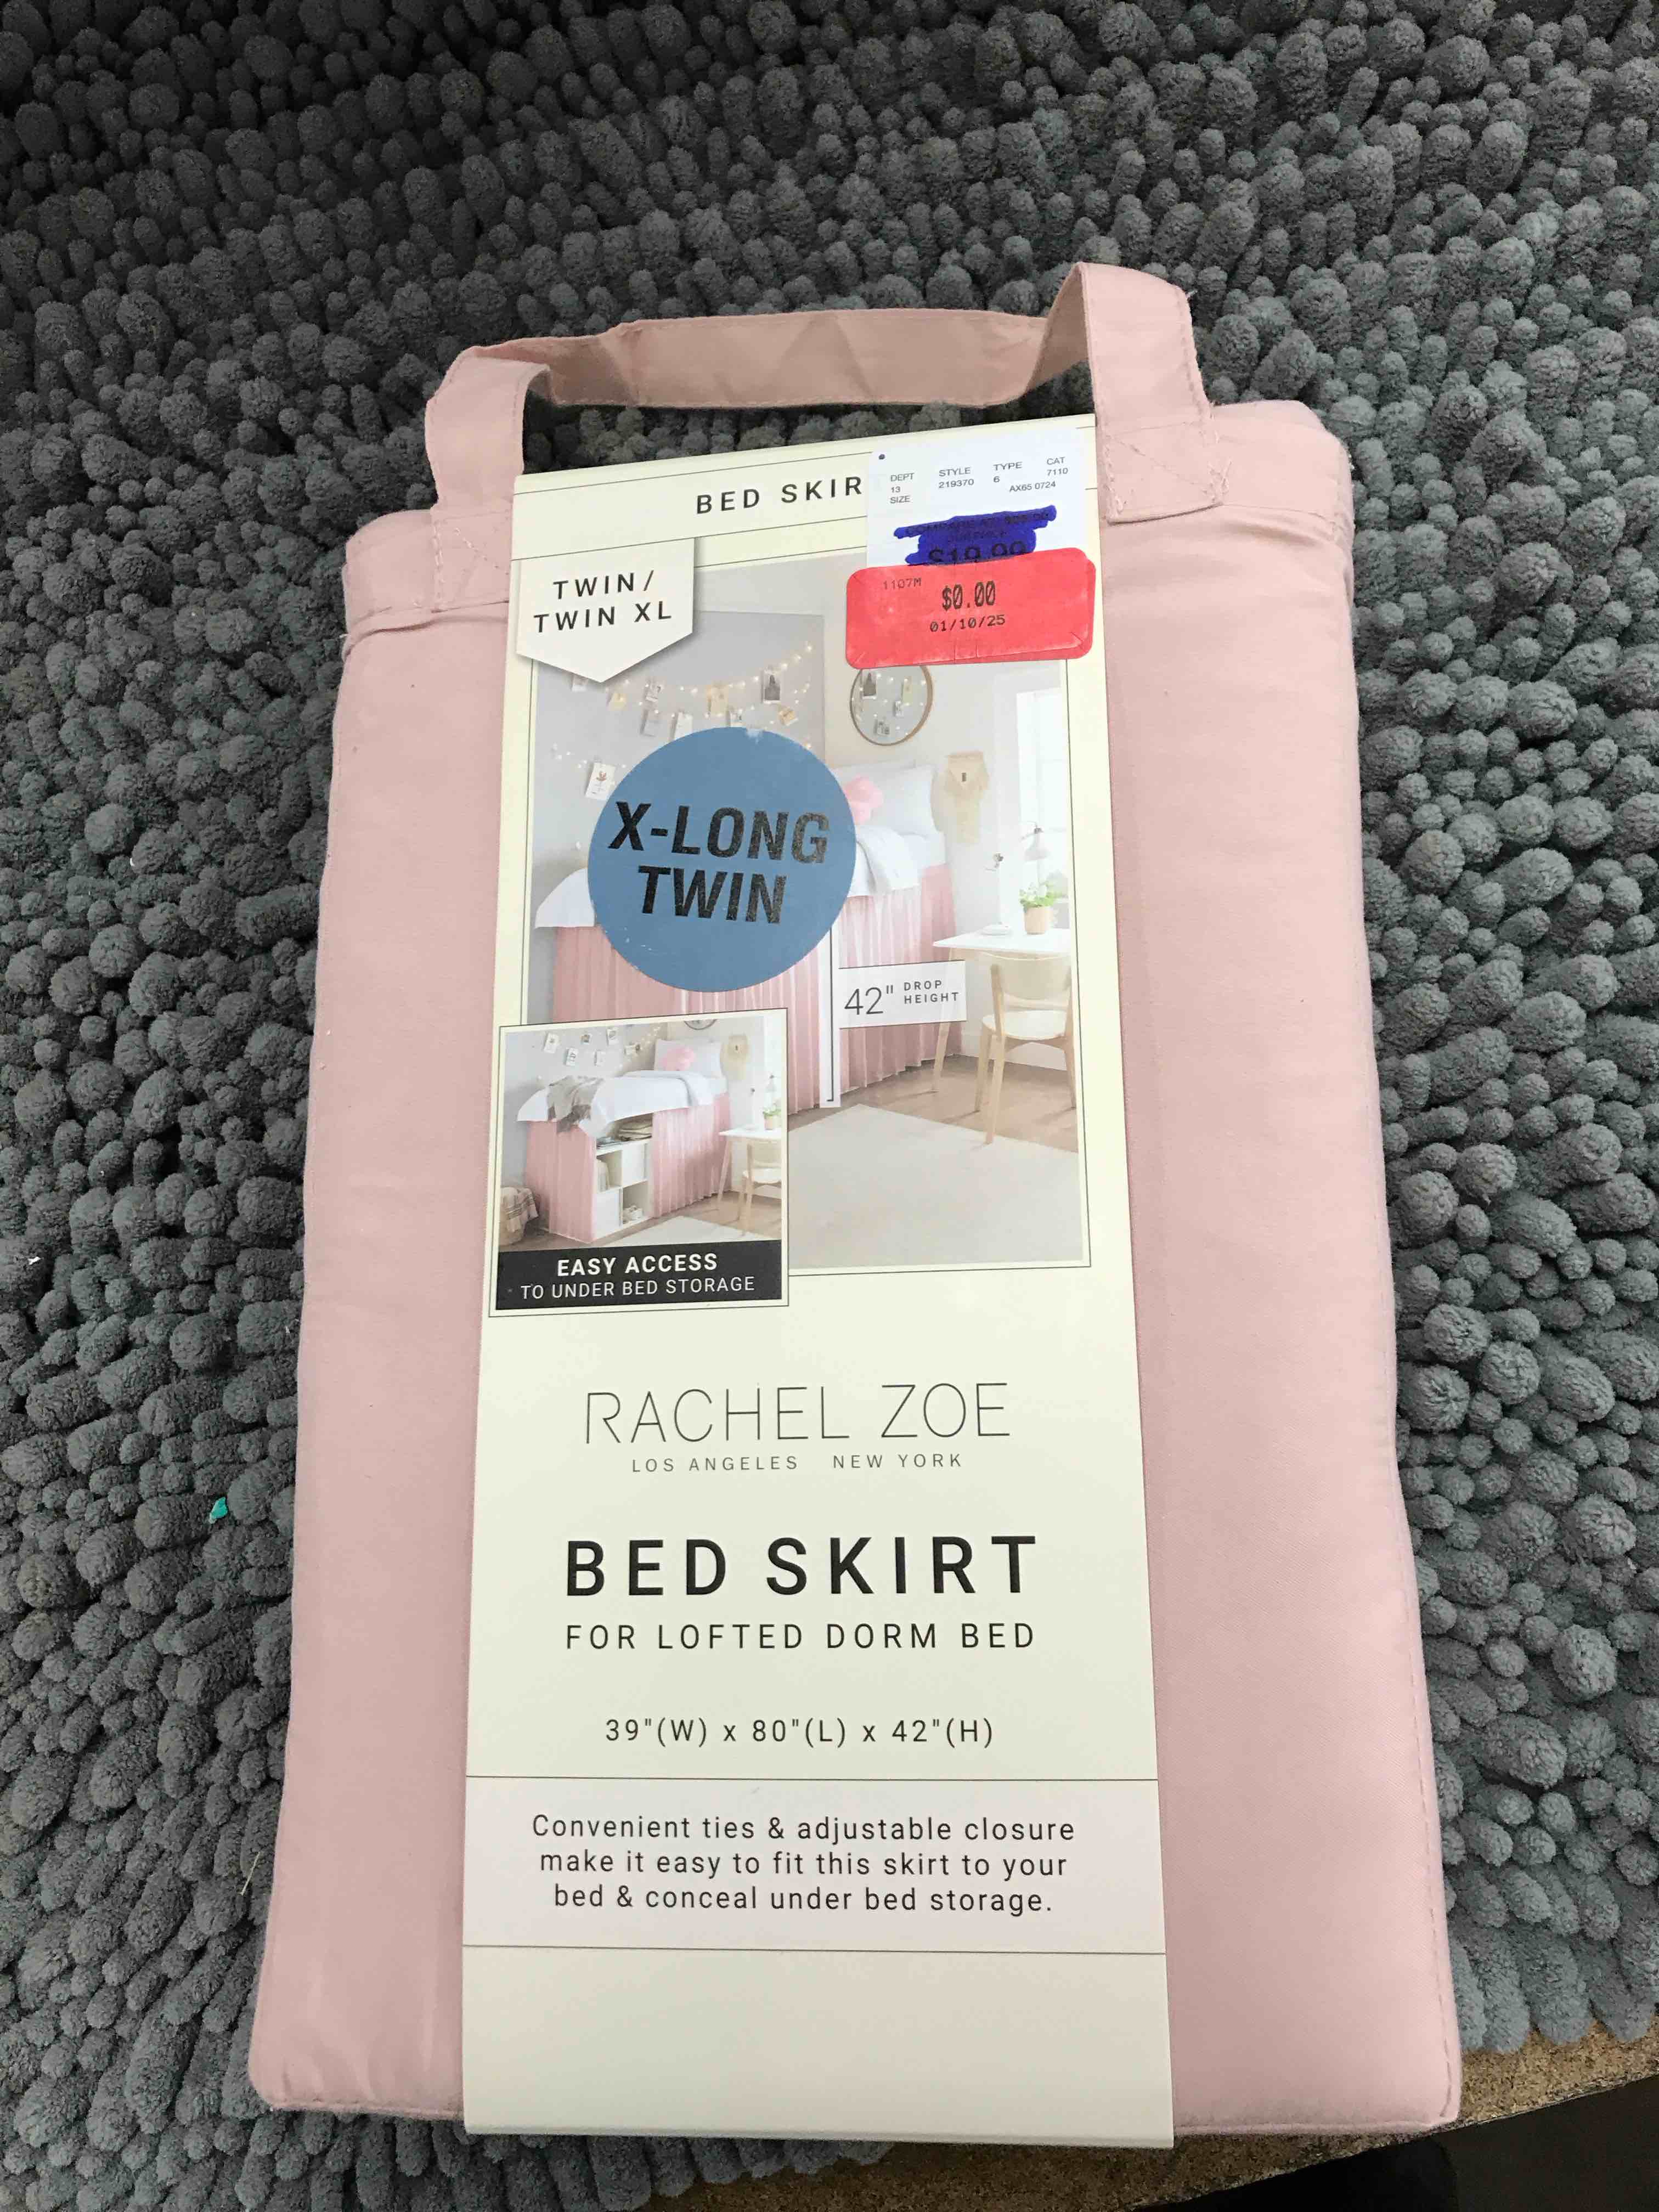 BED SKIR
DEPT STYLE TYPE CAT
13 219370 6 7110
SIZE AX65 0724
$19.99
1107M
$0.00
01/10/25
TWIN/
TWIN XL
X-LONG
TWIN
42" DROP
HEIGHT
EASY ACCESS
TO UNDER BED STORAGE
RACHEL ZOE
LOS ANGELES NEW YORK
BED SKIRT
FOR LOFTED DORM BED
39"(W) x 80"(L) x 42"(H)
Convenient ties & adjustable closure
make it easy to fit this skirt to your
bed & conceal under bed storage.